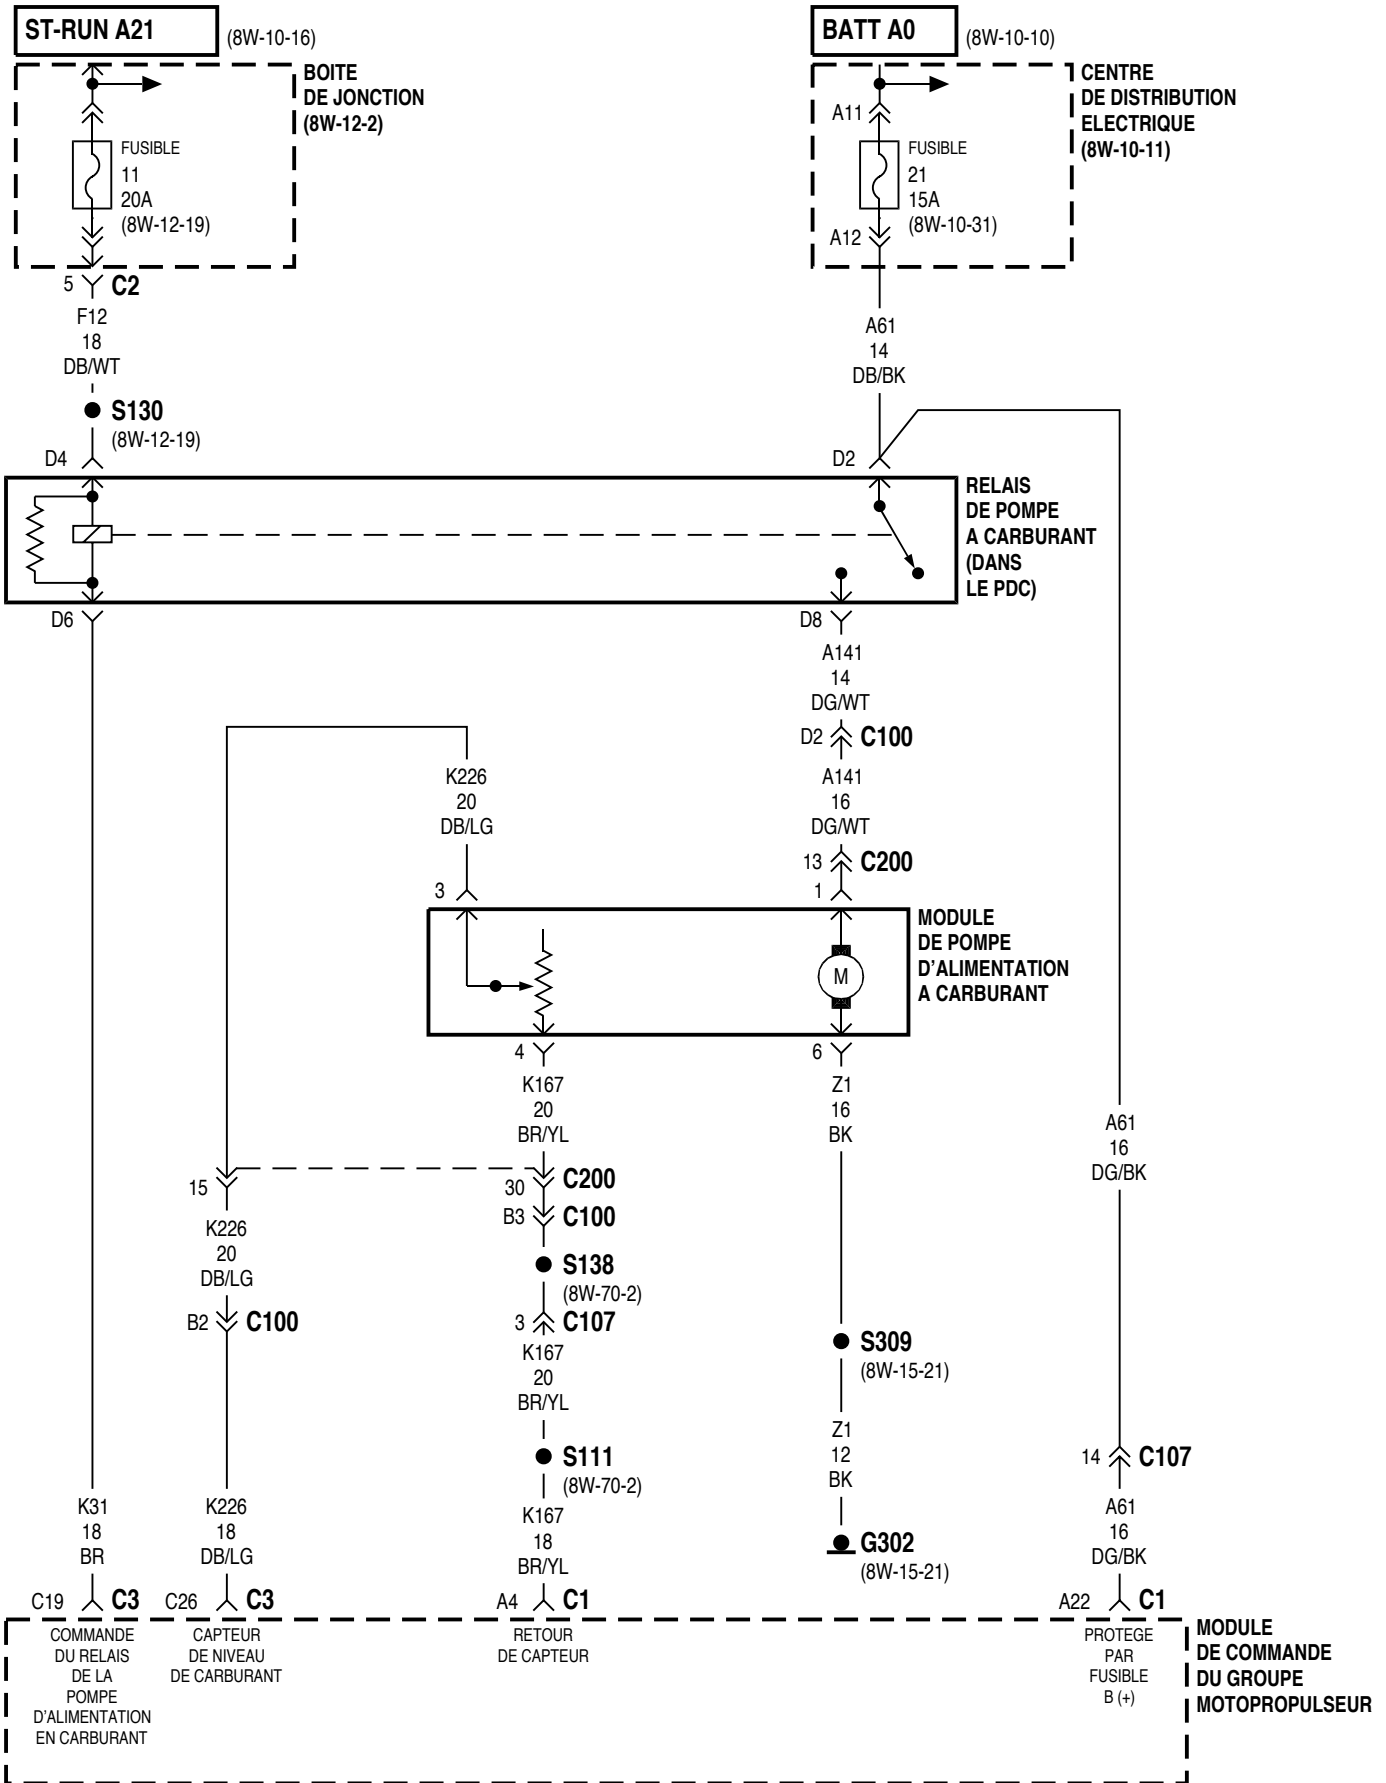 ST-RUN A21
(8W-10-16)
BATT A0
(8W-10-10)
BOITE
DE JONCTION
(8W-12-2)
FUSIBLE
11
20A
(8W-12-19)
CENTRE
DE DISTRIBUTION
ELECTRIQUE
(8W-10-11)
A11
FUSIBLE
21
15A
(8W-10-31)
A12
5
C2
F12
18
DB/WT
S130
(8W-12-19)
D4
A61
14
DB/BK
D2
RELAIS
DE POMPE
A CARBURANT
(DANS
LE PDC)
D6
D8
A141
14
DG/WT
D2
C100
A141
16
DG/WT
13
C200
K226
20
DB/LG
3
1
MODULE
DE POMPE
D'ALIMENTATION
A CARBURANT
M
4
6
K167
20
BR/YL
Z1
16
BK
A61
16
DG/BK
15
30
C200
B3
C100
K226
20
DB/LG
S138
(8W-70-2)
B2
C100
3
C107
K167
20
BR/YL
S309
(8W-15-21)
S111
(8W-70-2)
Z1
12
BK
14
C107
K31
18
BR
K226
18
DB/LG
K167
18
BR/YL
G302
(8W-15-21)
A61
16
DG/BK
C19
C3
C26
C3
A4
C1
A22
C1
COMMANDE
DU RELAIS
DE LA
POMPE
D'ALIMENTATION
EN CARBURANT
CAPTEUR
DE NIVEAU
DE CARBURANT
RETOUR
DE CAPTEUR
PROTEGE
PAR
FUSIBLE
B (+)
MODULE
DE COMMANDE
DU GROUPE
MOTOPROPULSEUR